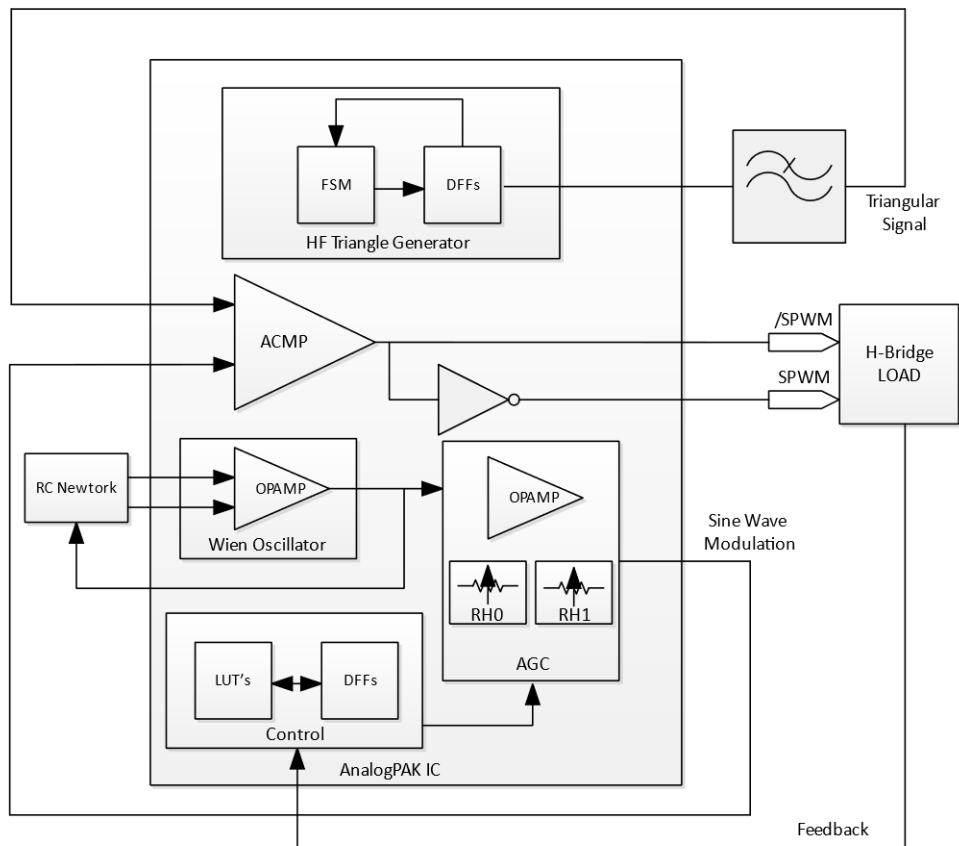 FSM
DFFs
HF Triangle Generator
Triangular
Signal
ACMP
/SPWM
SPWM
H-Bridge
LOAD
RC Newtork
OPAMP
Wien Oscillator
OPAMP
RH0
RH1
AGC
Sine Wave
Modulation
LUT's
DFFs
Control
AnalogPAK IC
Feedback